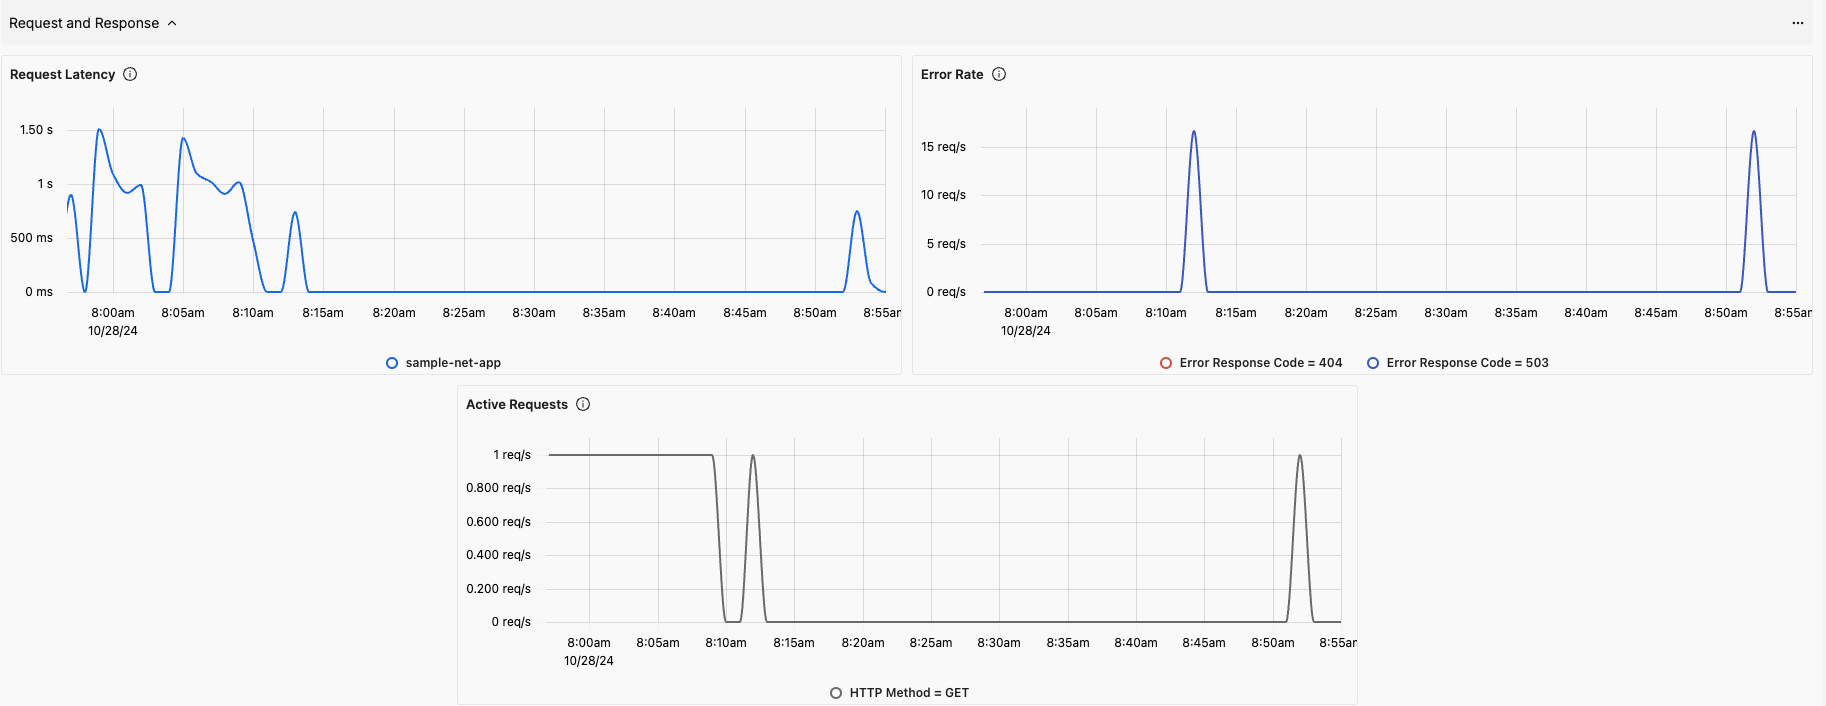 Request and Response
Request Latency
1.50 s
1 s
500 ms
0 ms
8:00am 8:05am 8:10am 8:15am 8:20am 8:25am 8:30am 8:35am 8:40am 8:45am 8:50am 8:55am
10/28/24
sample-net-app
Error Rate
15 req/s
10 req/s
5 req/s
0 req/s
8:00am 8:05am 8:10am 8:15am 8:20am 8:25am 8:30am 8:35am 8:40am 8:45am 8:50am 8:55am
10/28/24
Error Response Code = 404 Error Response Code = 503
Active Requests
1 req/s
0.800 req/s
0.600 req/s
0.400 req/s
0.200 req/s
0 req/s
8:00am 8:05am 8:10am 8:15am 8:20am 8:25am 8:30am 8:35am 8:40am 8:45am 8:50am 8:55am
10/28/24
HTTP Method = GET